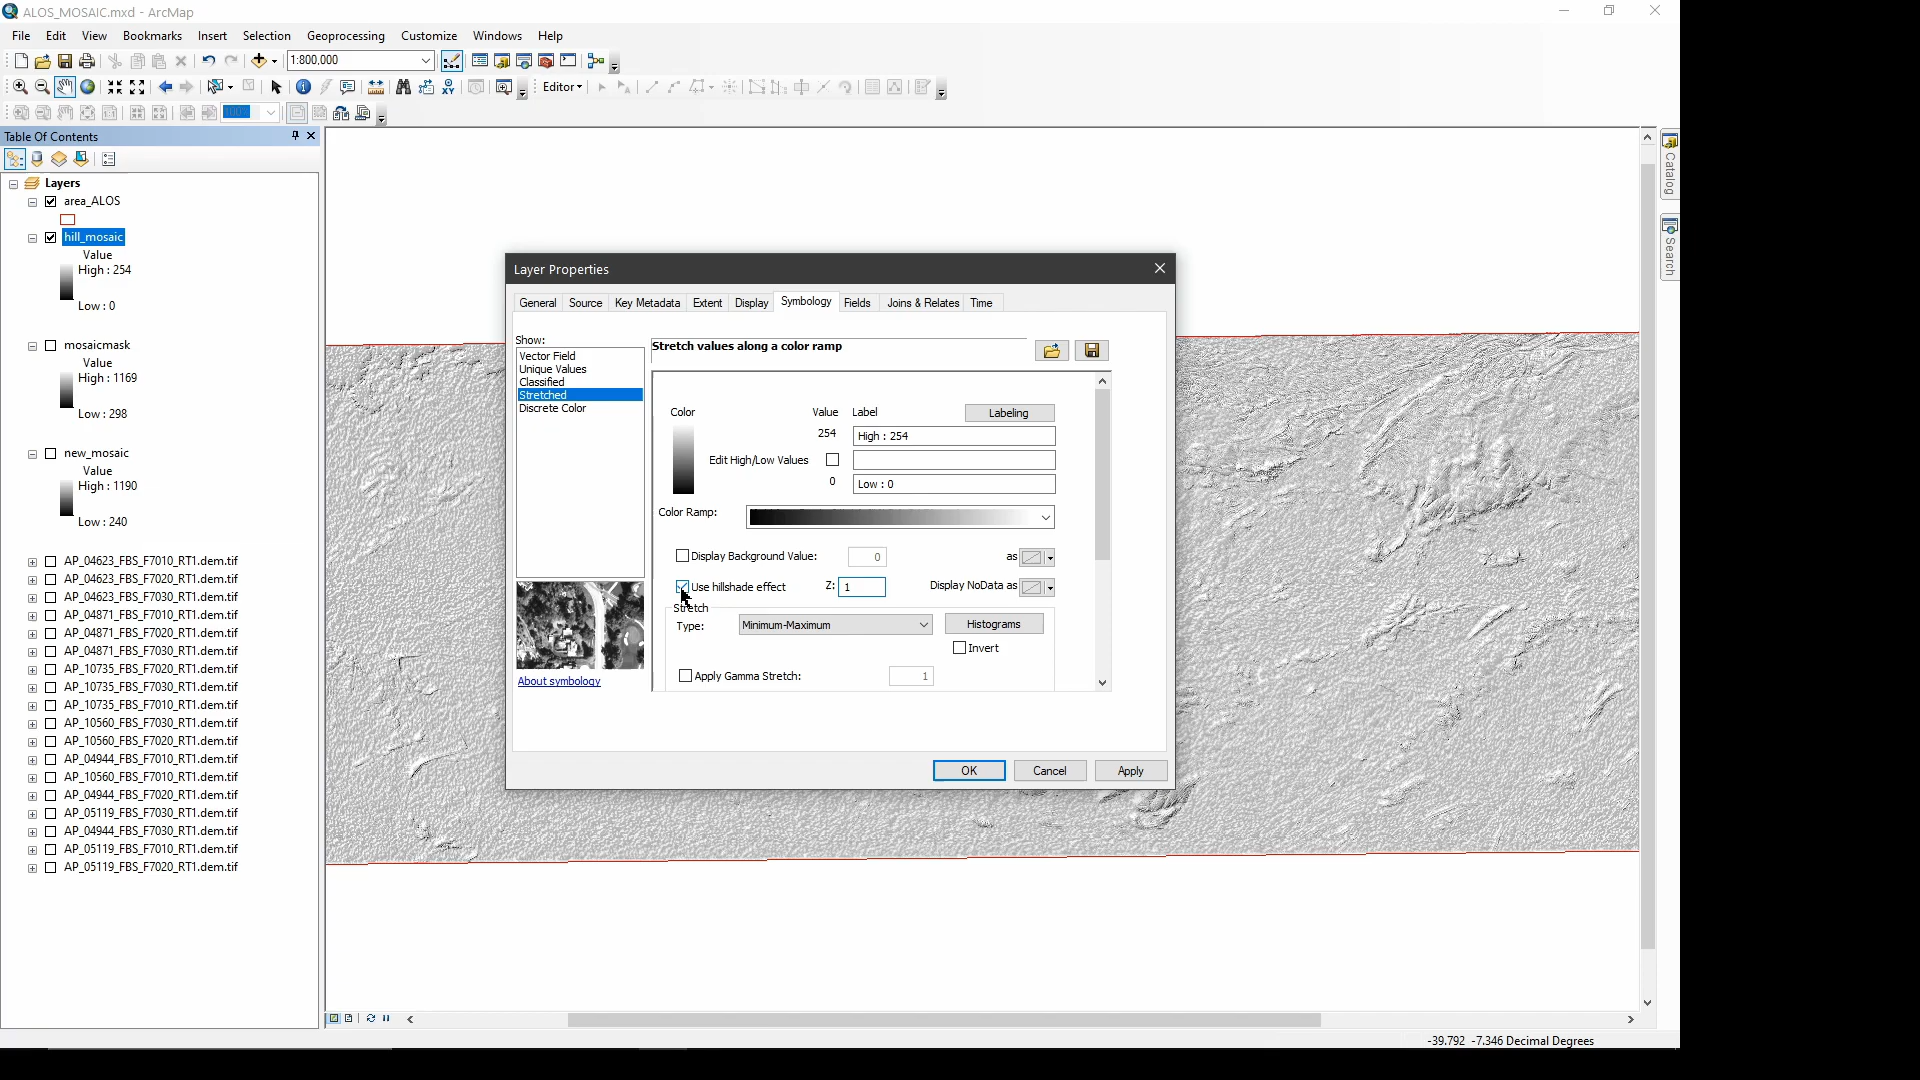 ALOS_MOSAIC.mxd - ArcMap
File Edit View Bookmarks Insert Selection Geoprocessing Customize Windows Help
1:800,000
Editor
100%
Table Of Contents
Layers
area_ALOS
hill_mosaic
Value
High : 254
Low : 0
mosaicmask
Value
High : 1169
Low : 298
new_mosaic
Value
High : 1190
Low : 240
AP_04623_FBS_F7010_RT1.dem.tif
AP_04623_FBS_F7020_RT1.dem.tif
AP_04623_FBS_F7030_RT1.dem.tif
AP_04871_FBS_F7010_RT1.dem.tif
AP_04871_FBS_F7020_RT1.dem.tif
AP_04871_FBS_F7030_RT1.dem.tif
AP_10735_FBS_F7020_RT1.dem.tif
AP_10735_FBS_F7030_RT1.dem.tif
AP_10735_FBS_F7010_RT1.dem.tif
AP_10560_FBS_F7030_RT1.dem.tif
AP_10560_FBS_F7020_RT1.dem.tif
AP_04944_FBS_F7010_RT1.dem.tif
AP_10560_FBS_F7010_RT1.dem.tif
AP_04944_FBS_F7020_RT1.dem.tif
AP_05119_FBS_F7030_RT1.dem.tif
AP_04944_FBS_F7030_RT1.dem.tif
AP_05119_FBS_F7010_RT1.dem.tif
AP_05119_FBS_F7020_RT1.dem.tif
Layer Properties
General Source Key Metadata Extent Display Symbology Fields Joins & Relates Time
Show:
Vector Field
Unique Values
Classified
Stretched
Discrete Color
About symbology
Stretch values along a color ramp
Color Value Label Labeling
254 High : 254
Edit High/Low Values
0 Low : 0
Color Ramp:
Display Background Value: 0 as
Use hillshade effect Z: 1 Display NoData as
Stretch
Type: Minimum-Maximum Histograms
Invert
Apply Gamma Stretch: 1
OK Cancel Apply
Catalog
Search
-39.792 -7.346 Decimal Degrees